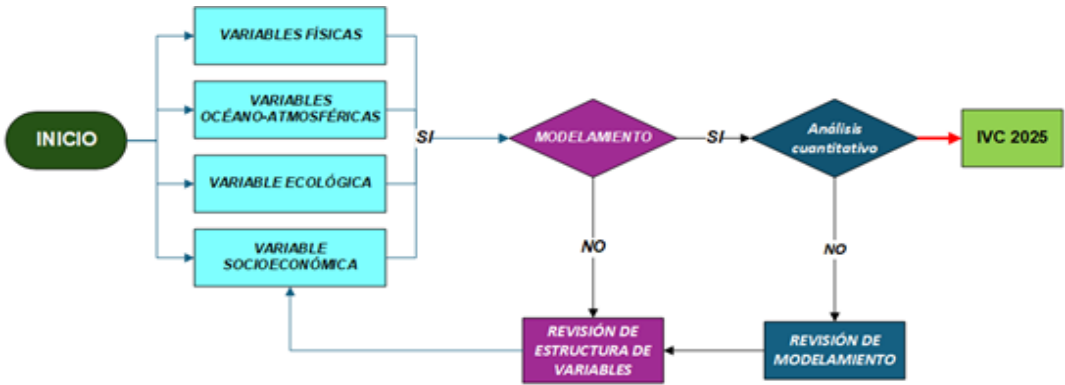 VARIABLES FÍSICAS
VARIABLES
OCÉANO-ATMOSFÉRICAS
INICIO
SI
MODELAMIENTO
SI
Análisis
cuantitativo
IVC 2025
VARIABLE ECOLÓGICA
VARIABLE
SOCIOECONÓMICA
NO
NO
REVISIÓN DE
ESTRUCTURA DE
VARIABLES
REVISIÓN DE
MODELAMIENTO